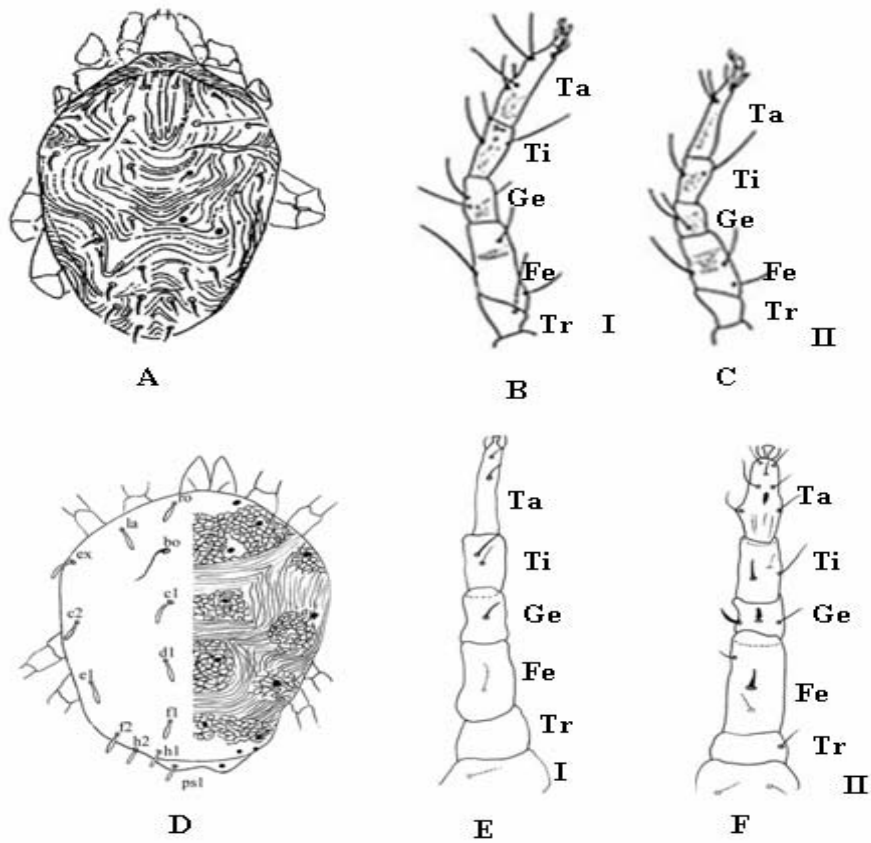 Ta
Ti
Ge
Fe
Tr I
Ta
Ti
Ge
Fe
Tr
II
A
B
C
ro
la
ex
bo
c1
c2
d1
e1
f1
f2
h2
h1
ps1
Ta
Ti
Ge
Fe
Tr
I
Ta
Ti
Ge
Fe
Tr
II
D
E
F